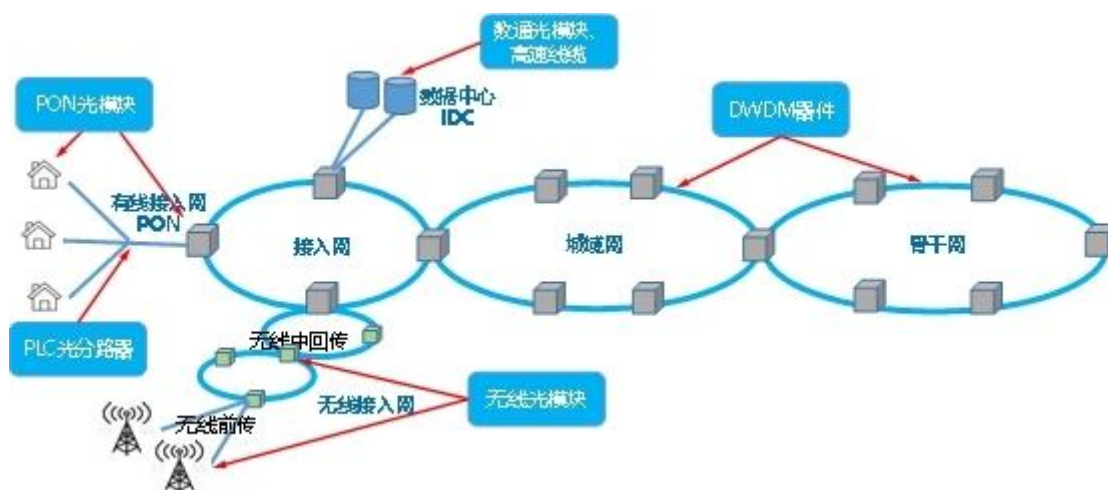 数通光模块、
高速线缆
PON光模块
数据中心
IDC
DWDM器件
有线接入网
PON
接入网
城域网
骨干网
PLC光分路器
无线中回传
无线接入网
无线光模块
无线前传